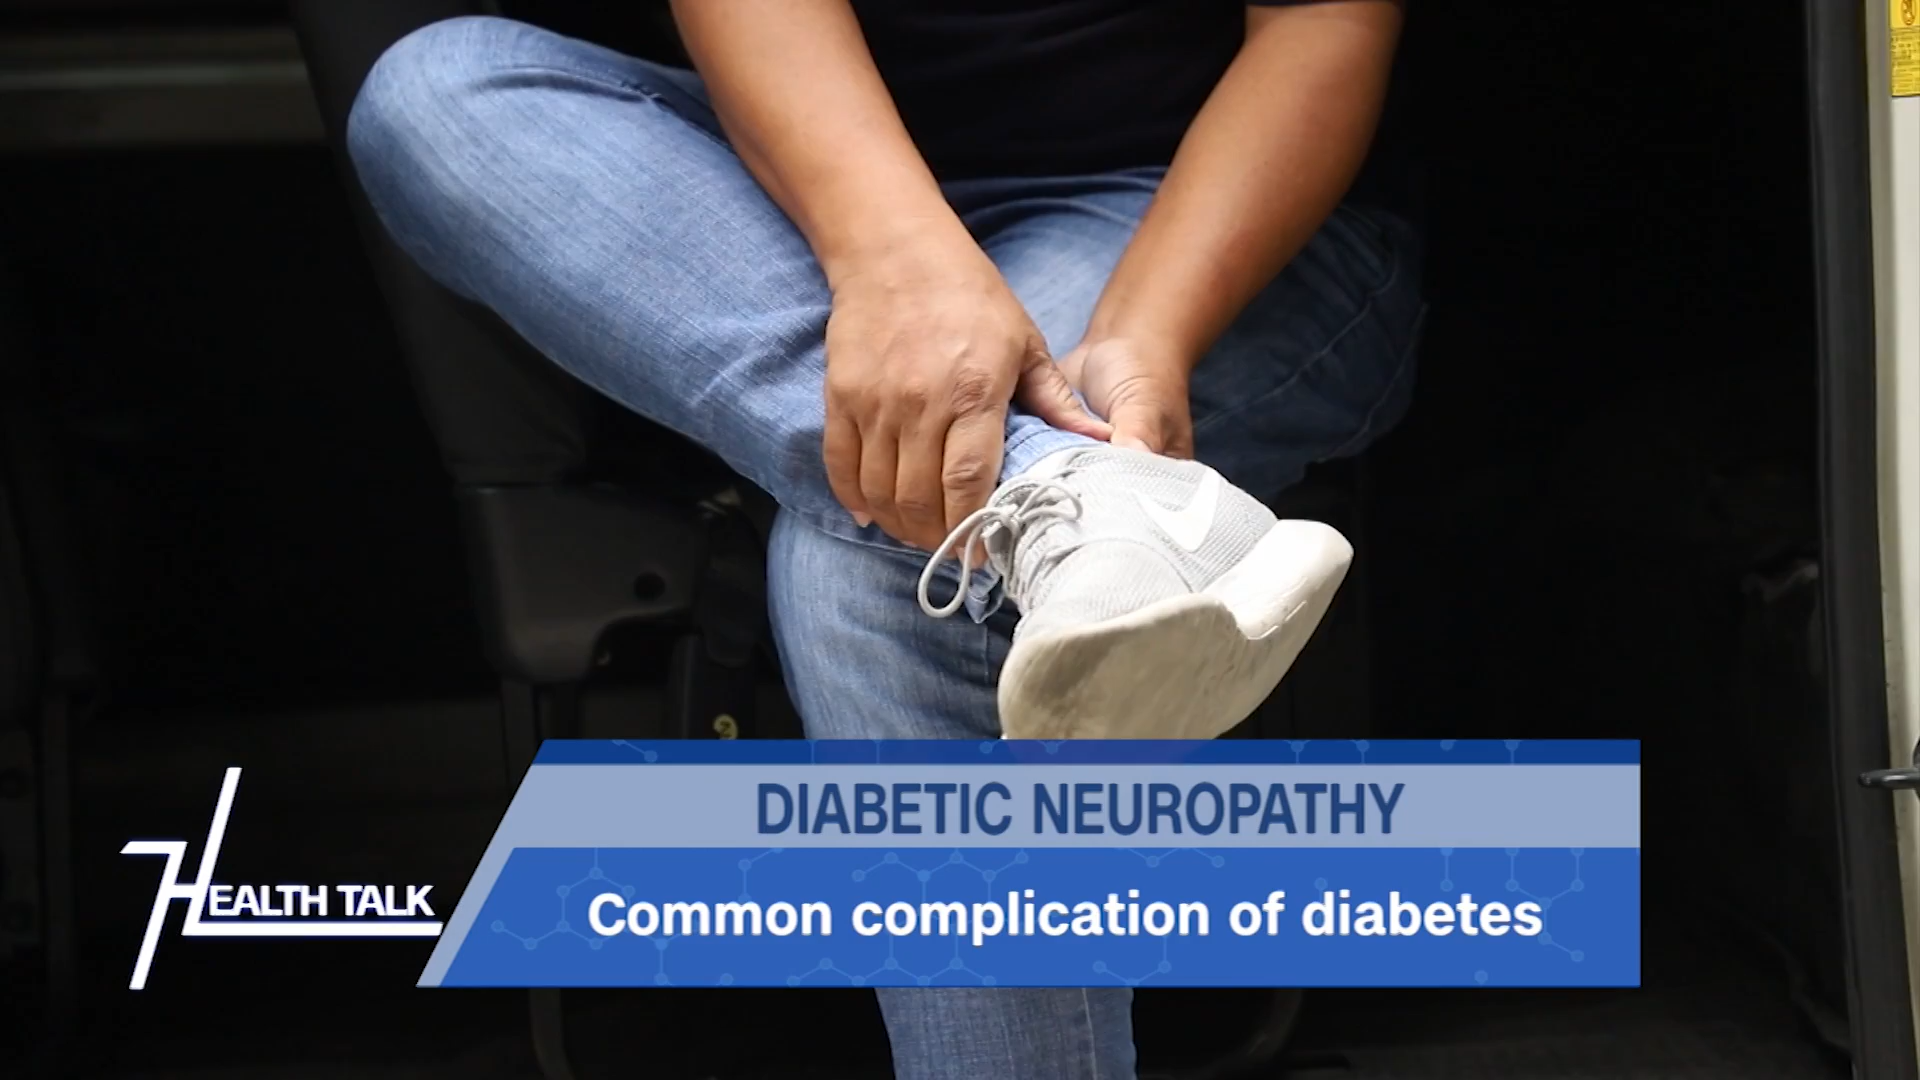 DIABETIC NEUROPATHY
HEALTH TALK
Common complication of diabetes